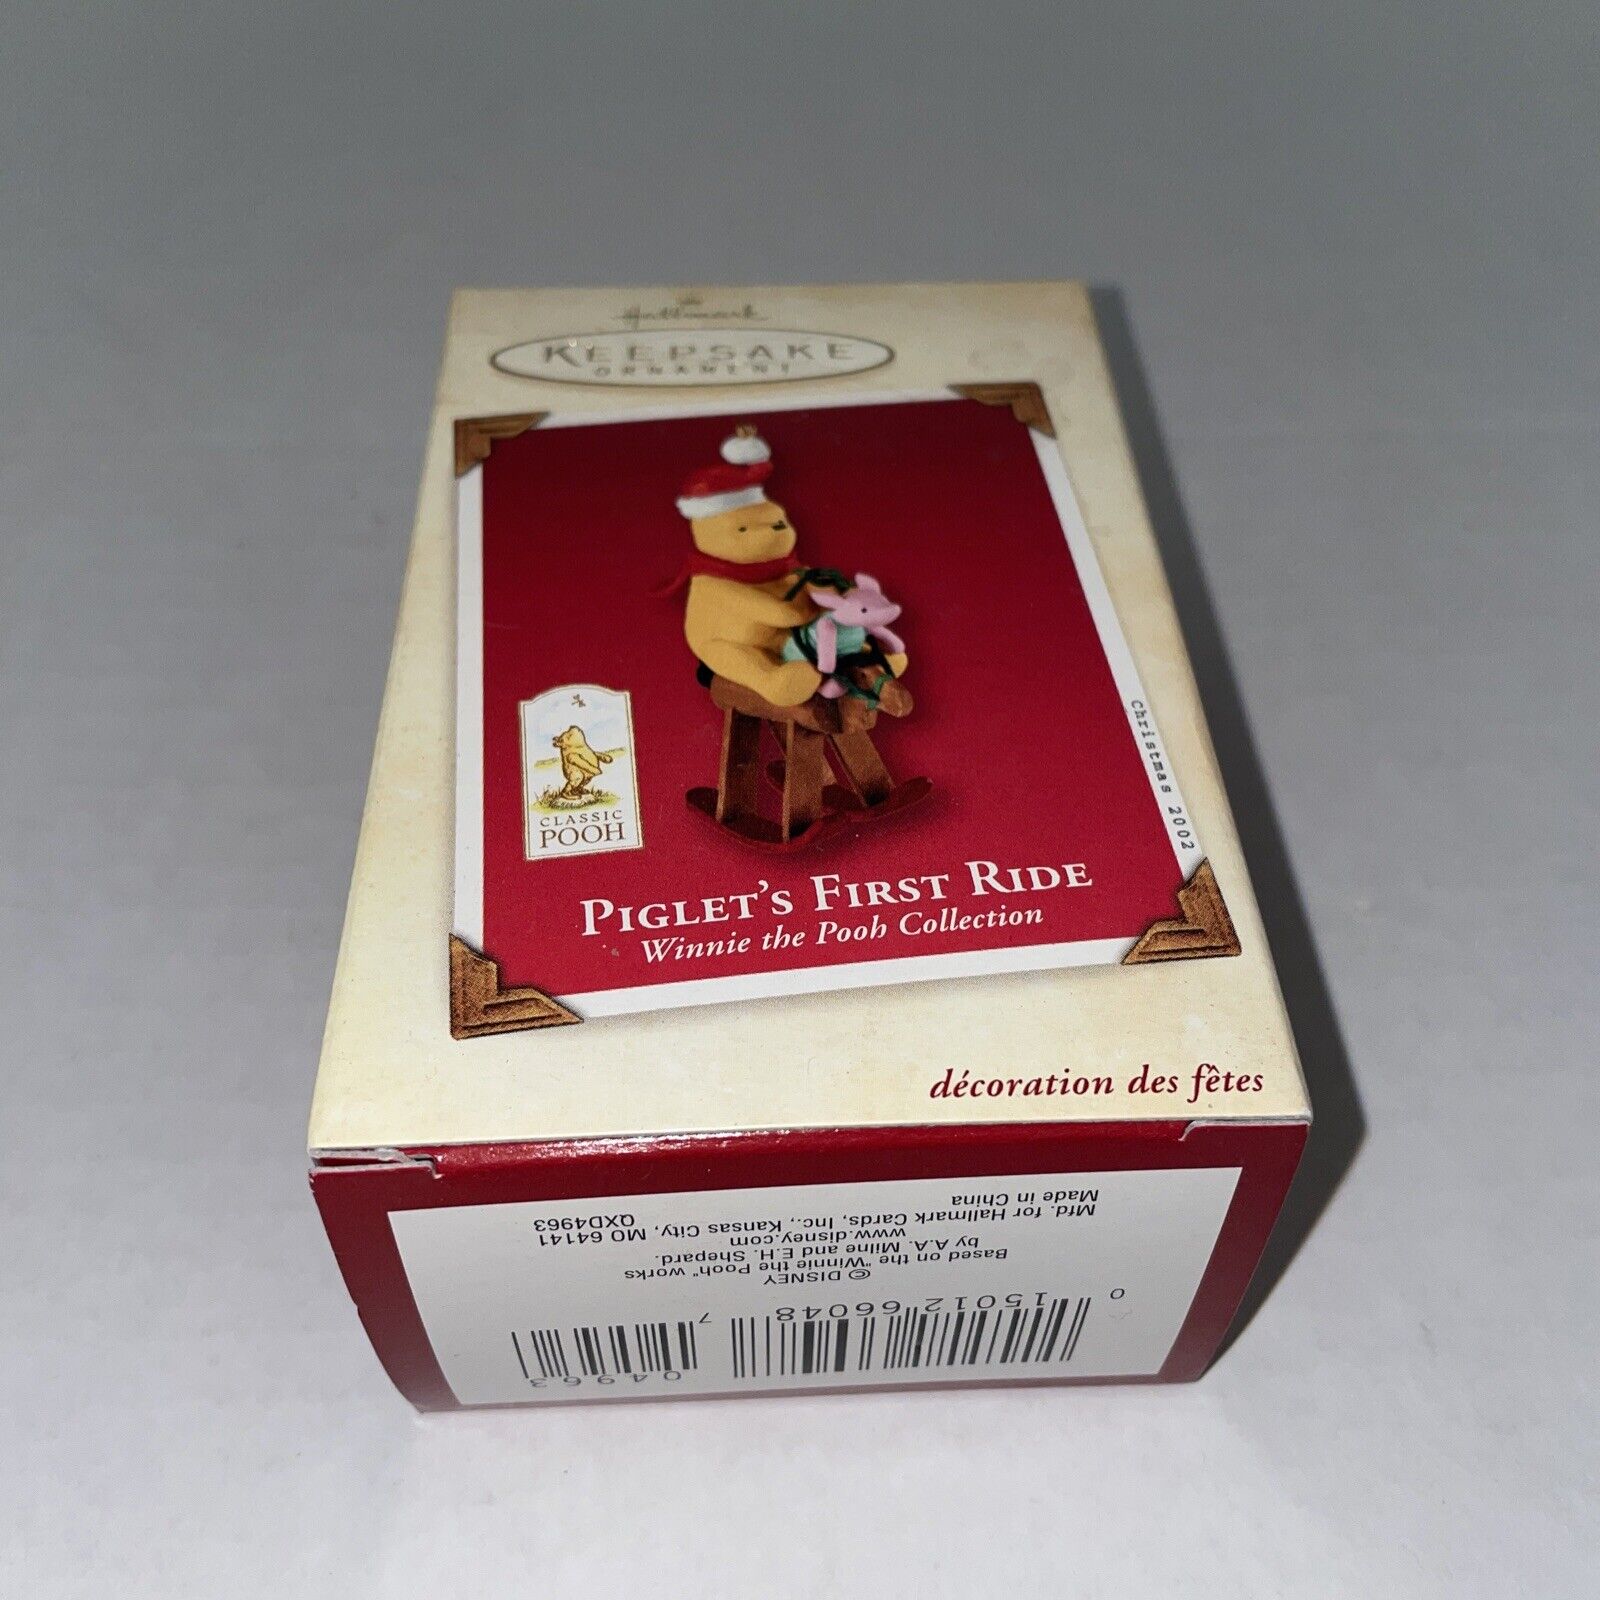 Hallmark
KEEPSAKE
ORNAMENT
CLASSIC
POOH
Christmas 2002
PIGLET'S FIRST RIDE
Winnie the Pooh Collection
décoration des fêtes
0 15012 66048 7
04963
© DISNEY
Based on the "Winnie the Pooh" works
by A.A. Milne and E.H. Shepard.
www.disney.com
Mfd. for Hallmark Cards, Inc., Kansas City, MO 64141
Made in China
QXD4963